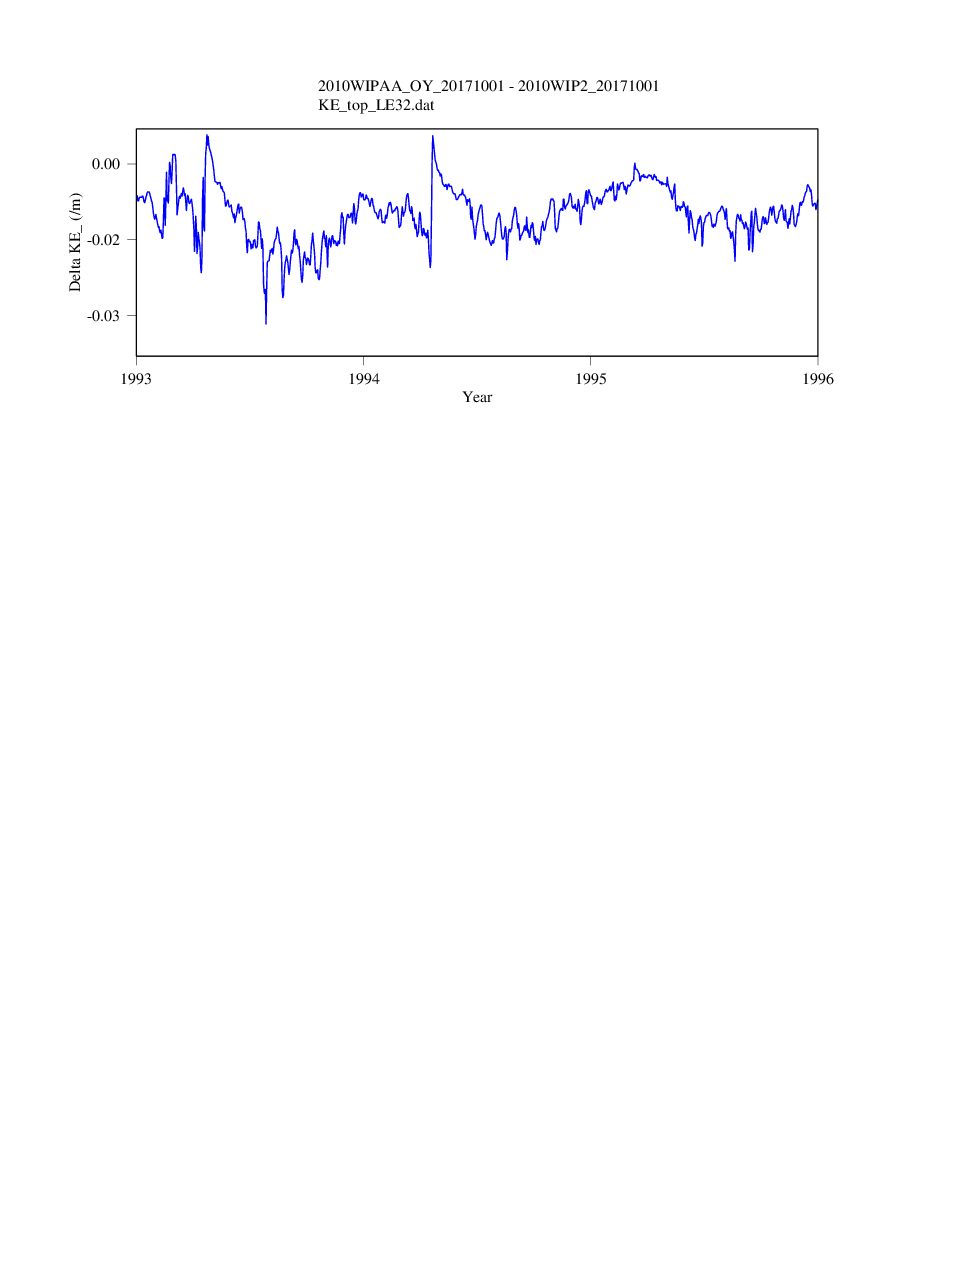 2010WIPAA_OY_20171001 - 2010WIP2_20171001
KE_top_LE32.dat
0.00
-0.02
-0.03
Delta KE_ (/m)
1993 1994 1995 1996
Year